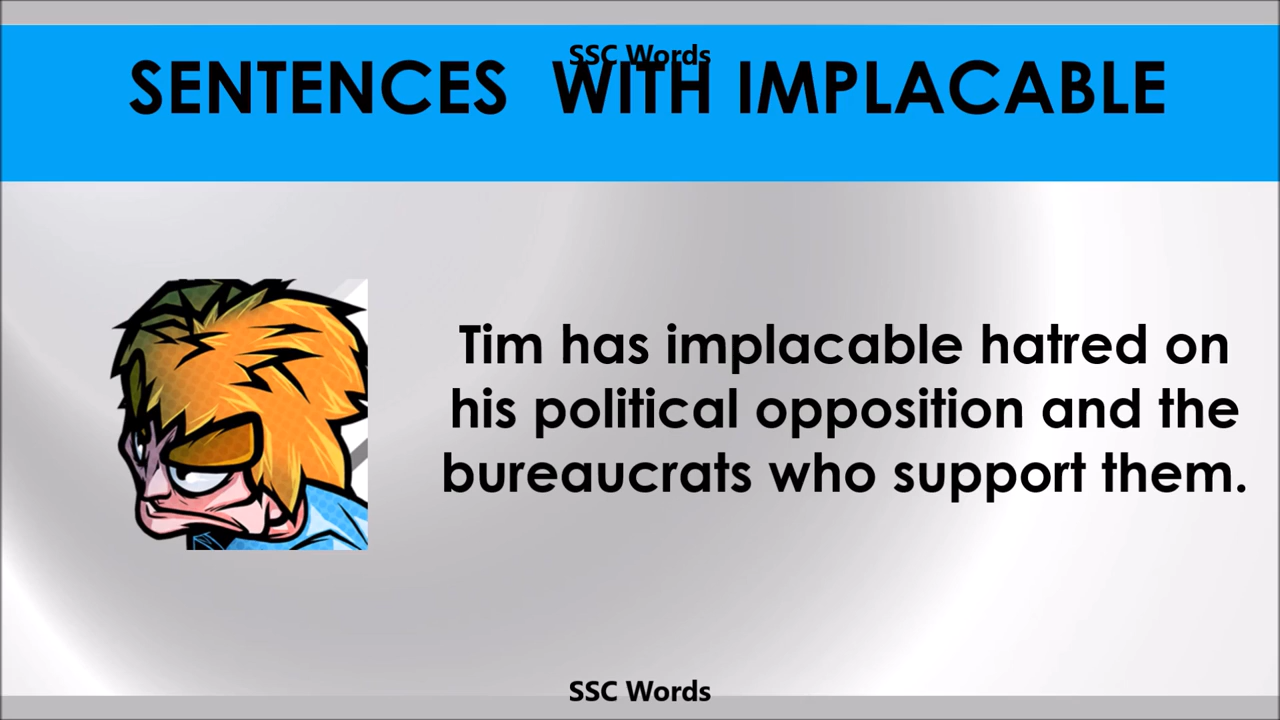 SSC Words
SENTENCES WITH IMPLACABLE
Tim has implacable hatred on
his political opposition and the
bureaucrats who support them.
SSC Words